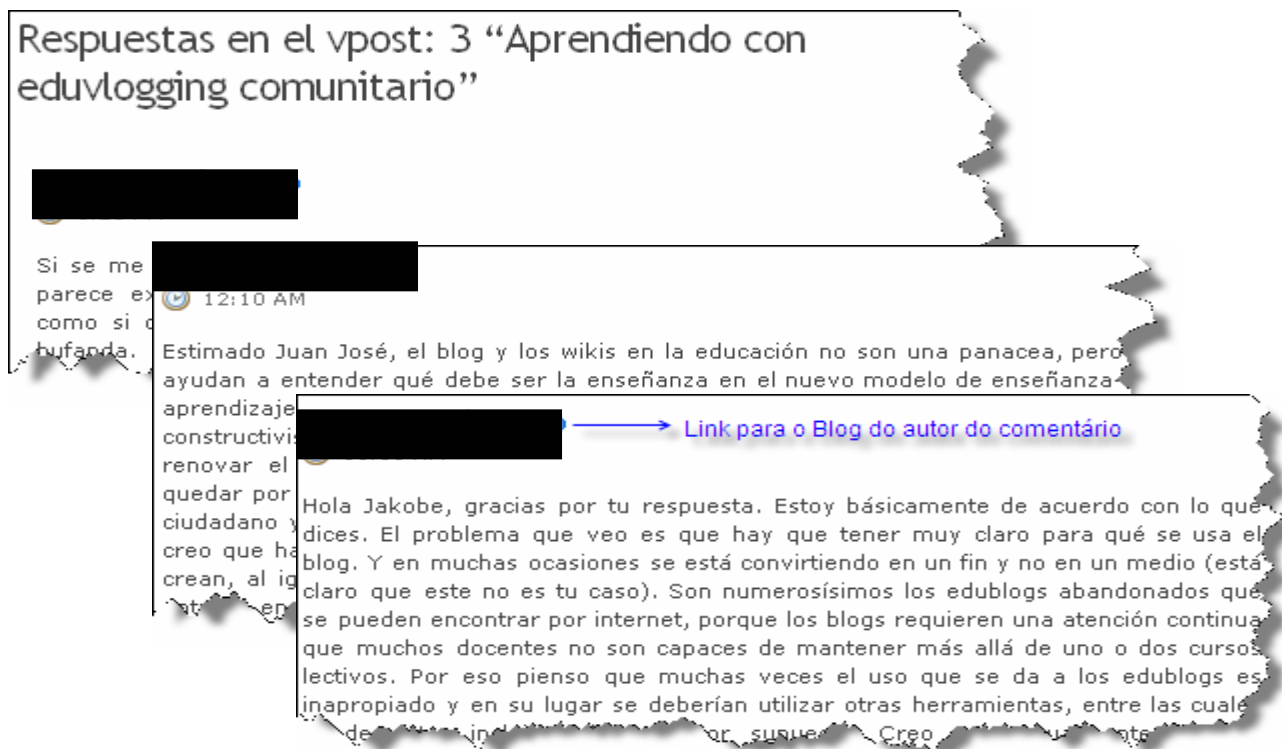 Respuestas en el vpost: 3 “Aprendiendo con
eduvlogging comunitario”
Si se me
parece
como si
bufanda.
12:10 AM
Estimado Juan José, el blog y los wikis en la educación no son una panacea, pero
ayudan a entender qué debe ser la enseñanza en el nuevo modelo de enseñanza
aprendizaje
renovar el
quedar por
ciudadano y
creo que
crean, al
Link para o Blog do autor do comentário
Hola Jakobe, gracias por tu respuesta. Estoy básicamente de acuerdo con lo que
dices. El problema que veo es que hay que tener muy claro para qué se usa el
blog. Y en muchas ocasiones se está convirtiendo en un fin y no en un medio (está
claro que este no es tu caso). Son numerosísimos los edublogs abandonados que
se pueden encontrar por internet, porque los blogs requieren una atención continua
que muchos docentes no son capaces de mantener más allá de uno o dos cursos
lectivos. Por eso pienso que muchas veces el uso que se da a los edublogs es
inapropiado y en su lugar se deberían utilizar otras herramientas, entre las
Creo